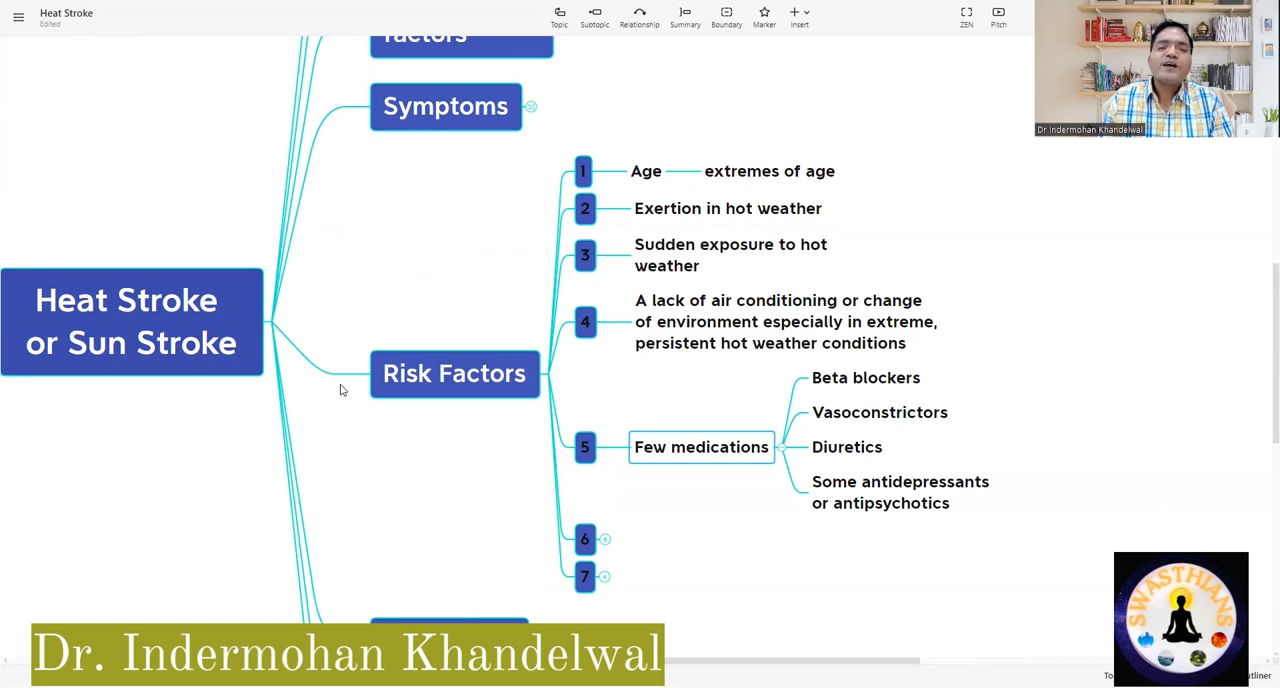 Heat Stroke
Edited
Topic
Subtopic
Relationship
Summary
Boundary
Marker
Insert
ZEN
Pitch
factors
Symptoms
Dr Indermohan Khandelwal
1
Age
extremes of age
2
Exertion in hot weather
3
Sudden exposure to hot
weather
4
A lack of air conditioning or change
of environment especially in extreme,
persistent hot weather conditions
Heat Stroke
or Sun Stroke
Risk Factors
5
Few medications
Beta blockers
Vasoconstrictors
Diuretics
Some antidepressants
or antipsychotics
6
7
SWASTHIANS
Dr. Indermohan Khandelwal